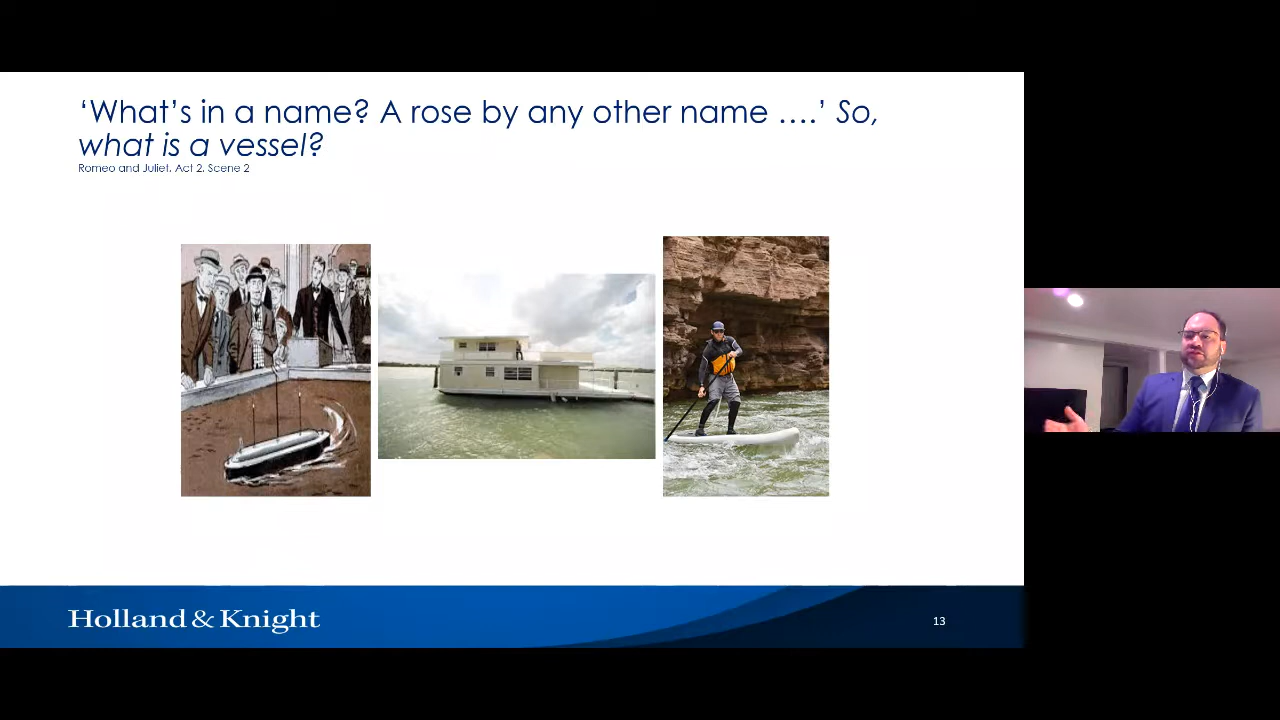 ‘What’s in a name? A rose by any other name ....’ So,
what is a vessel?
Romeo and Juliet. Act 2. Scene 2
Holland & Knight
13